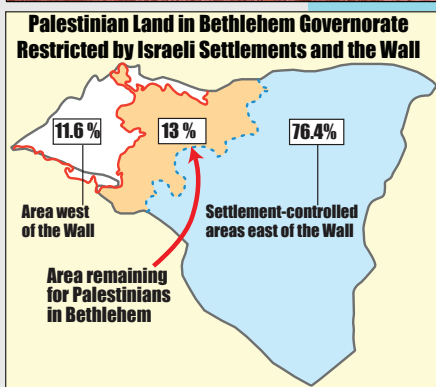 Palestinian Land in Bethlehem Governorate
Restricted by Israeli Settlements and the Wall
11.6 %
13 %
76.4%
Area west
of the Wall
Settlement-controlled
areas east of the Wall
Area remaining
for Palestinians
in Bethlehem